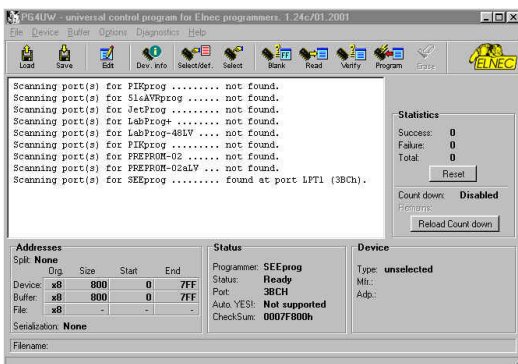 PG4UW - universal control program for Elnec programmers. 1.24c/01.2001
File Device Buffer Options Diagnostics Help
Load Save Edit Dev. info Select/def. Select Blank Read Verify Program Erase ELNEC
Scanning port(s) for PIKprog ......... not found.
Scanning port(s) for 51&AVRprog ...... not found.
Scanning port(s) for JetProg ......... not found.
Scanning port(s) for LabProg+ ........ not found.
Scanning port(s) for LabProg-48LV .... not found.
Scanning port(s) for PIKprog ......... not found.
Scanning port(s) for PREPROM-02 ...... not found.
Scanning port(s) for PREPROM-02aLV ... not found.
Scanning port(s) for SEEprog ......... found at port LPT1 (3BCh).
Statistics
Success: 0
Failure: 0
Total: 0
Reset
Count down: Disabled
Remains:
Reload Count down
Addresses
Split: None
Org. Size Start End
Device: x8 800 0 7FF
Buffer: x8 800 0 7FF
File: x8 - - -
Serialization: None
Status
Programmer: SEEprog
Status: Ready
Port: 3BCH
Auto, YES!: Not supported
CheckSum: 0007F800h
Device
Type: unselected
Mfr.:
Adp.:
Filename: